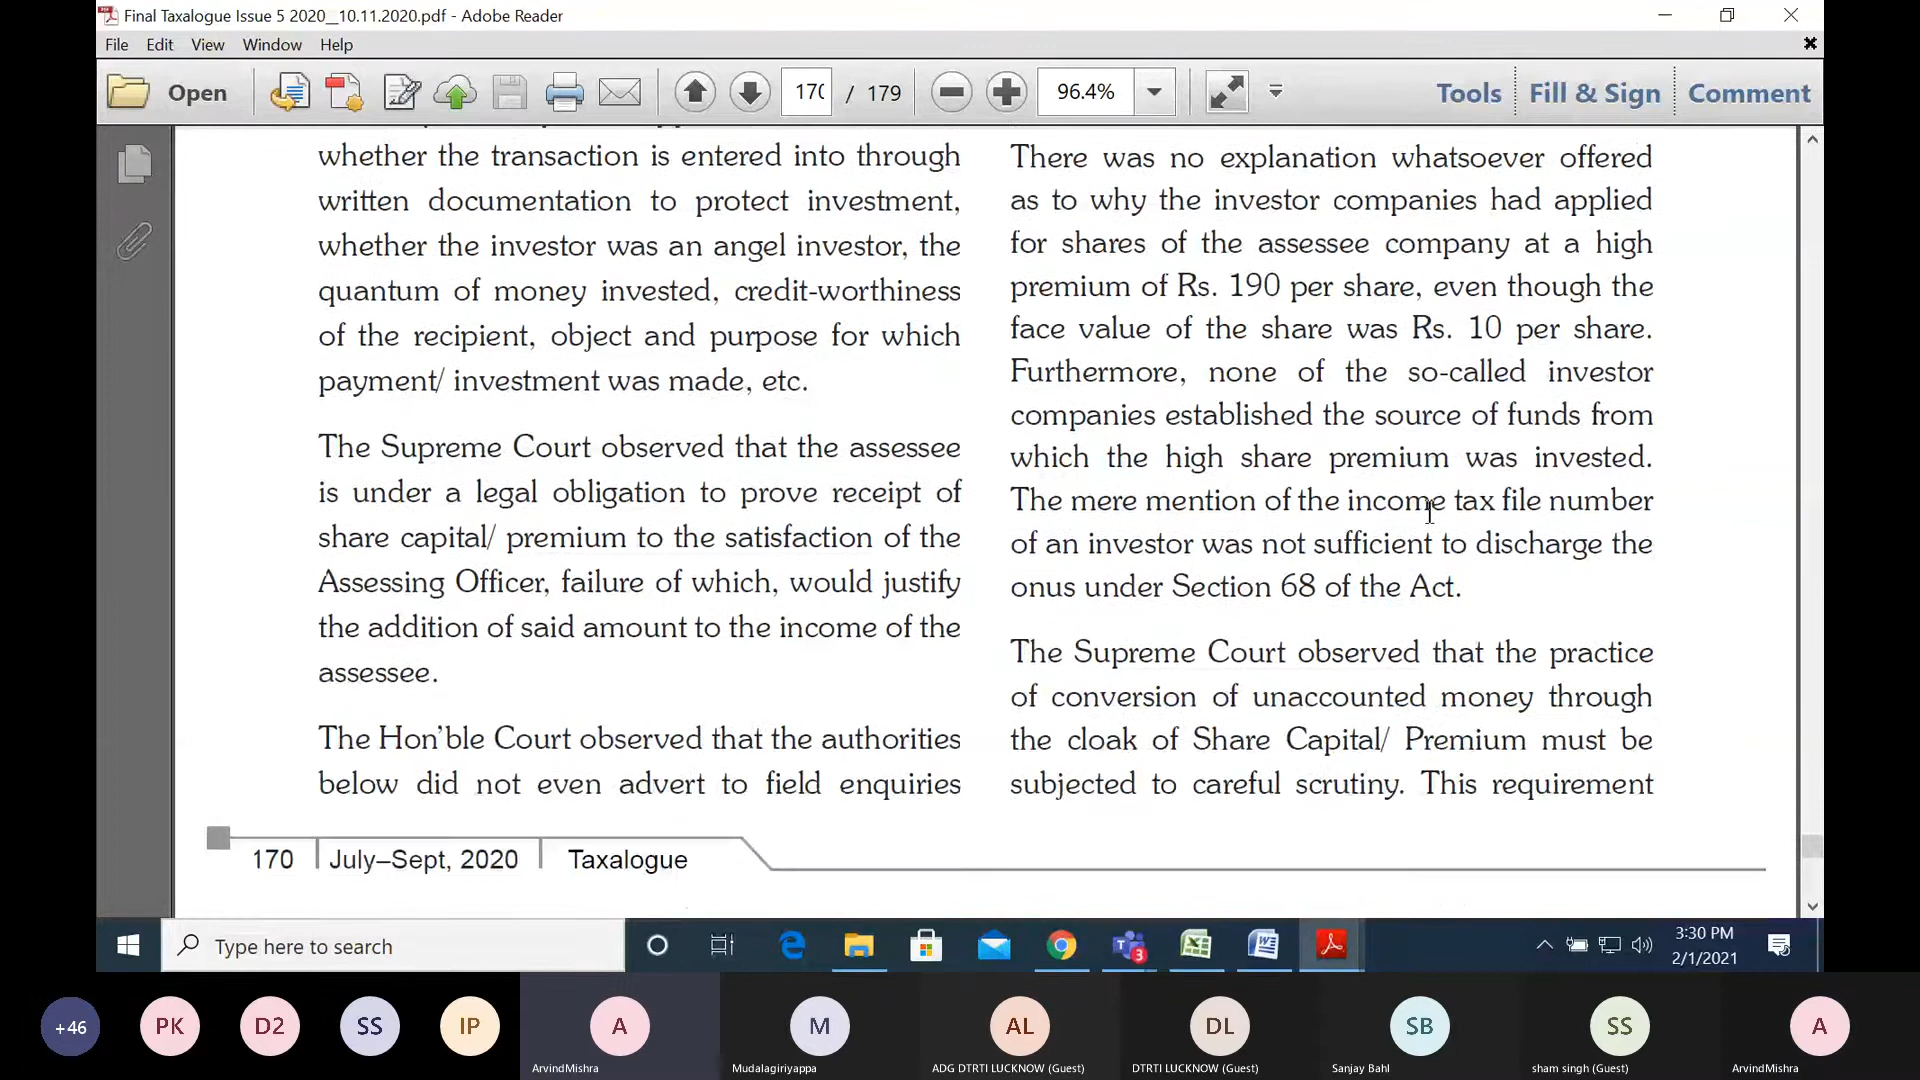 Final Taxalogue Issue 5 2020_10.11.2020.pdf - Adobe Reader
File Edit View Window Help
Open 170 / 179 96.4% Tools Fill & Sign Comment
whether the transaction is entered into through
written documentation to protect investment,
whether the investor was an angel investor, the
quantum of money invested, credit-worthiness
of the recipient, object and purpose for which
payment/ investment was made, etc.
The Supreme Court observed that the assessee
is under a legal obligation to prove receipt of
share capital/ premium to the satisfaction of the
Assessing Officer, failure of which, would justify
the addition of said amount to the income of the
assessee.
The Hon'ble Court observed that the authorities
below did not even advert to field enquiries
There was no explanation whatsoever offered
as to why the investor companies had applied
for shares of the assessee company at a high
premium of Rs. 190 per share, even though the
face value of the share was Rs. 10 per share.
Furthermore, none of the so-called investor
companies established the source of funds from
which the high share premium was invested.
The mere mention of the income tax file number
of an investor was not sufficient to discharge the
onus under Section 68 of the Act.
The Supreme Court observed that the practice
of conversion of unaccounted money through
the cloak of Share Capital/ Premium must be
subjected to careful scrutiny. This requirement
170 July–Sept, 2020 Taxalogue
Type here to search
3
3:30 PM
2/1/2021
+46 PK D2 SS IP A M AL DL SB SS A
ArvindMishra Mudalagiriyappa ADG DTRTI LUCKNOW (Guest) DTRTI LUCKNOW (Guest) Sanjay Bahl sham singh (Guest) ArvindMishra